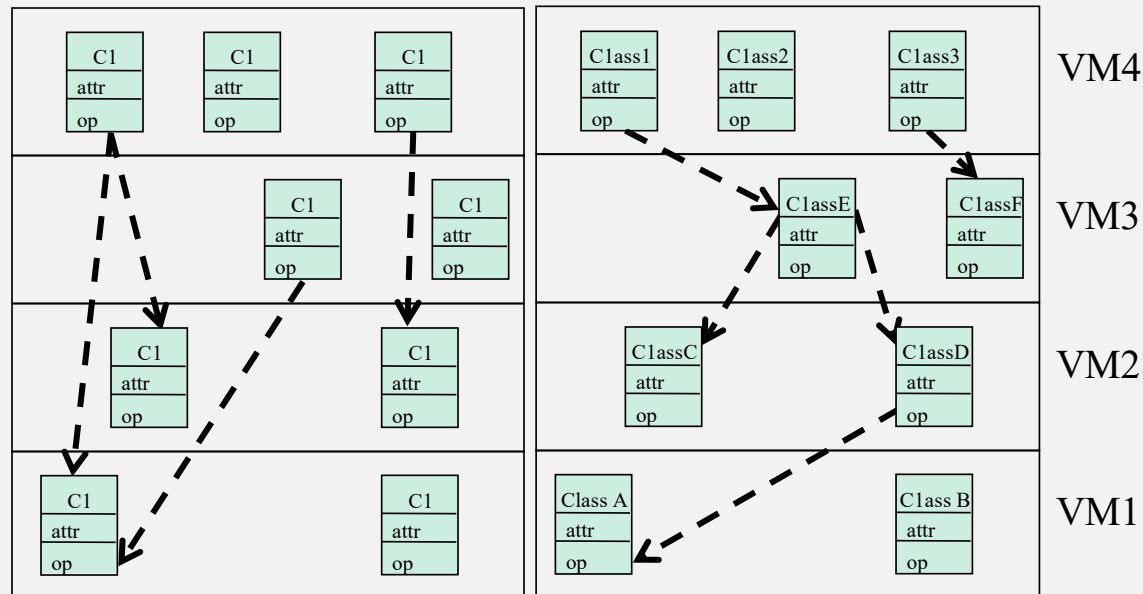 C1
attr
op
C1
attr
op
C1
attr
op
C1
attr
op
C1
attr
op
C1
attr
op
C1
attr
op
C1
attr
op
C1
attr
op
C1ass1
attr
op
C1ass2
attr
op
C1ass3
attr
op
VM4
C1assE
attr
op
C1assF
attr
op
VM3
C1assC
attr
op
C1assD
attr
op
VM2
Class A
attr
op
C1ass B
attr
op
VM1